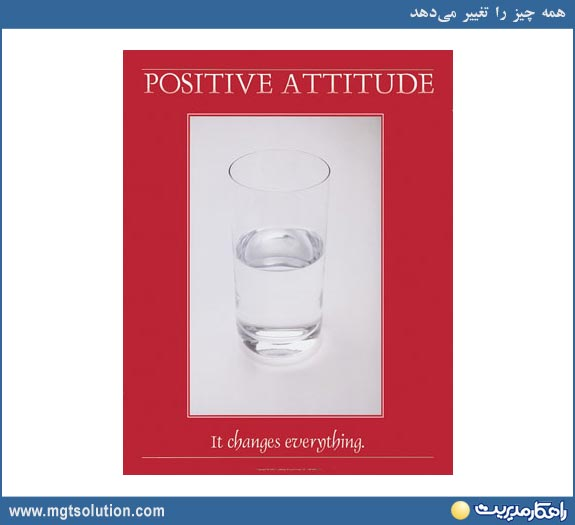 همه چیز را تغییر می‌دهد
POSITIVE ATTITUDE
It changes everything.
www.mgtsolution.com
راهکار مدیریت